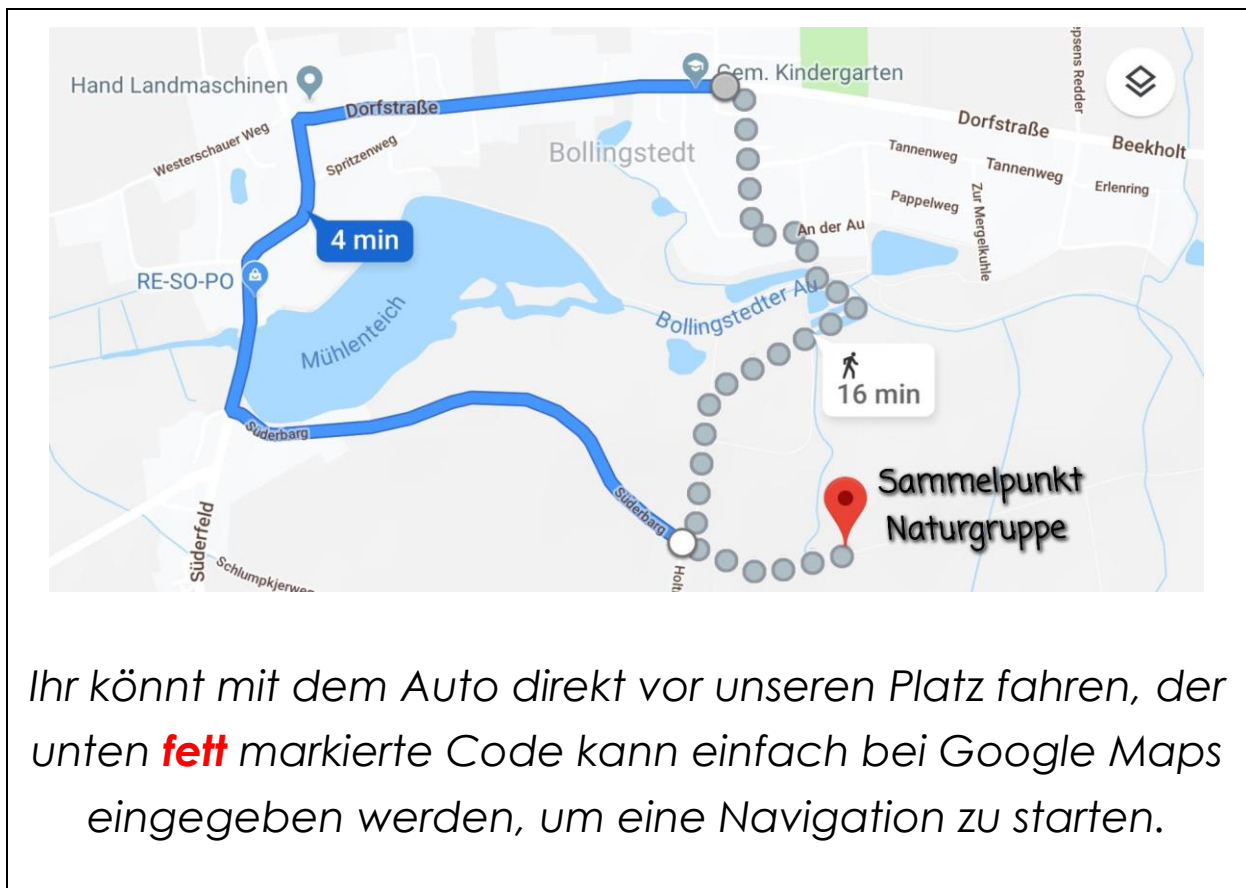 Hand Landmaschinen
Gem. Kindergarten
Dorfstraße
Westerschauer Weg
Spritzenweg
Bollingstedt
Dorfstraße
Beekholt
Tannenweg
Tannenweg
Erlenring
Pappelweg
Zur Mergelkuhle
An der Au
4 min
RE-SO-PO
Mühlenteich
Bollingstedter Au
16 min
Süderbarg
Süderbarg
Sammelpunkt
Naturgruppe
Süderfeld
Ihr könnt mit dem Auto direkt vor unseren Platz fahren, der
unten fett markierte Code kann einfach bei Google Maps
eingegeben werden, um eine Navigation zu starten.